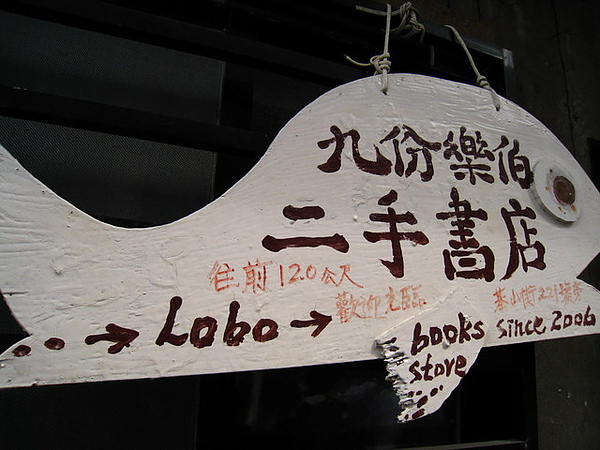 九份樂伯
二手書店
往前120公尺
歡迎光臨
基山街221號旁
→ Lobo →
books since 2006
store